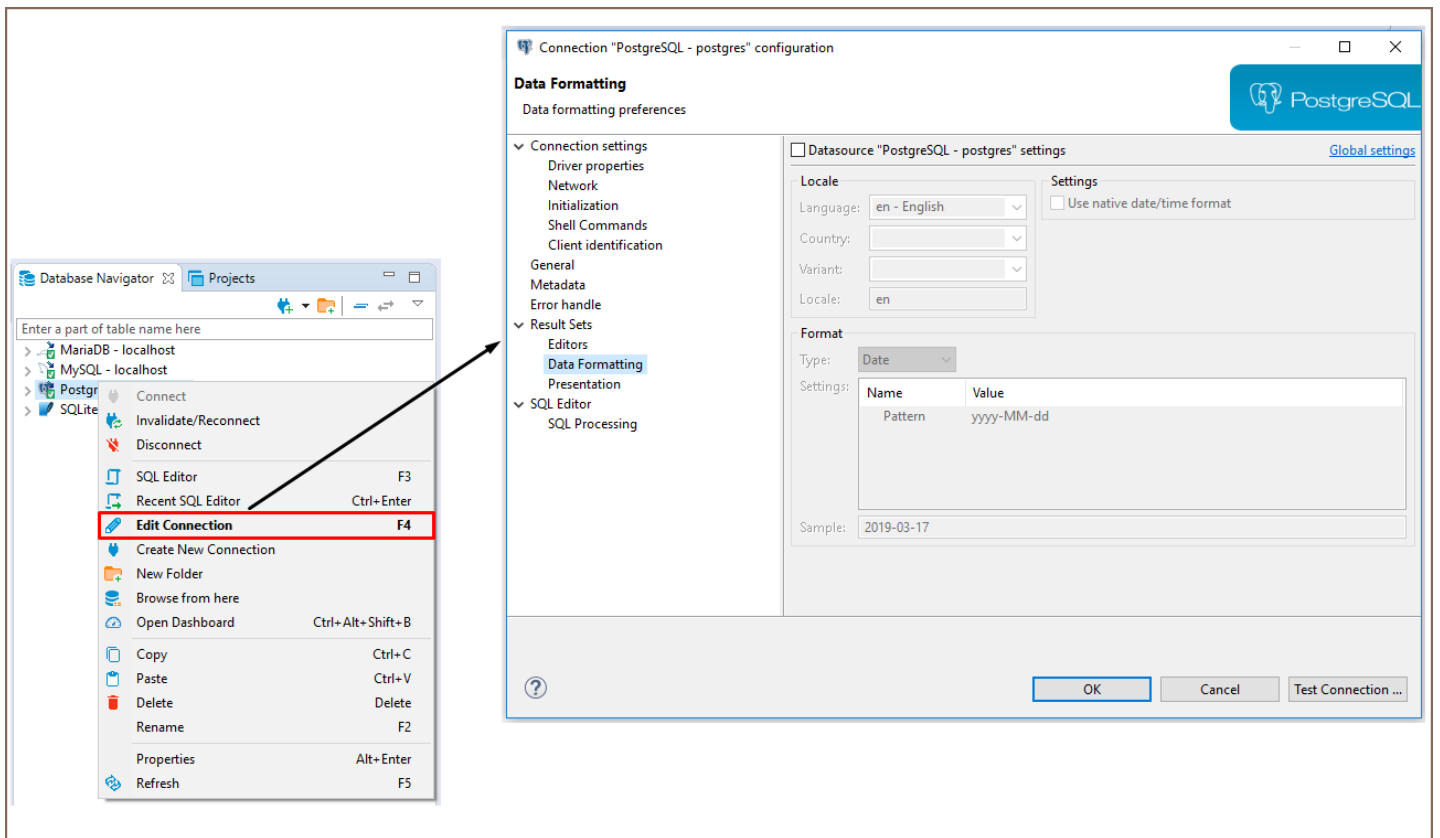 Database Navigator Projects
Enter a part of table name here
MariaDB - localhost
MySQL - localhost
Postgr
SQLite
Connect
Invalidate/Reconnect
Disconnect
SQL Editor F3
Recent SQL Editor Ctrl+Enter
Edit Connection F4
Create New Connection
New Folder
Browse from here
Open Dashboard Ctrl+Alt+Shift+B
Copy Ctrl+C
Paste Ctrl+V
Delete Delete
Rename F2
Properties Alt+Enter
Refresh F5
Connection "PostgreSQL - postgres" configuration
Data Formatting
Data formatting preferences
PostgreSQL
Connection settings
Driver properties
Network
Initialization
Shell Commands
Client identification
General
Metadata
Error handle
Result Sets
Editors
Data Formatting
Presentation
SQL Editor
SQL Processing
Datasource "PostgreSQL - postgres" settings Global settings
Locale
Language: en - English
Country:
Variant:
Locale: en
Settings
Use native date/time format
Format
Type: Date
Settings:
Name Value
Pattern yyyy-MM-dd
Sample: 2019-03-17
?
OK Cancel Test Connection ...